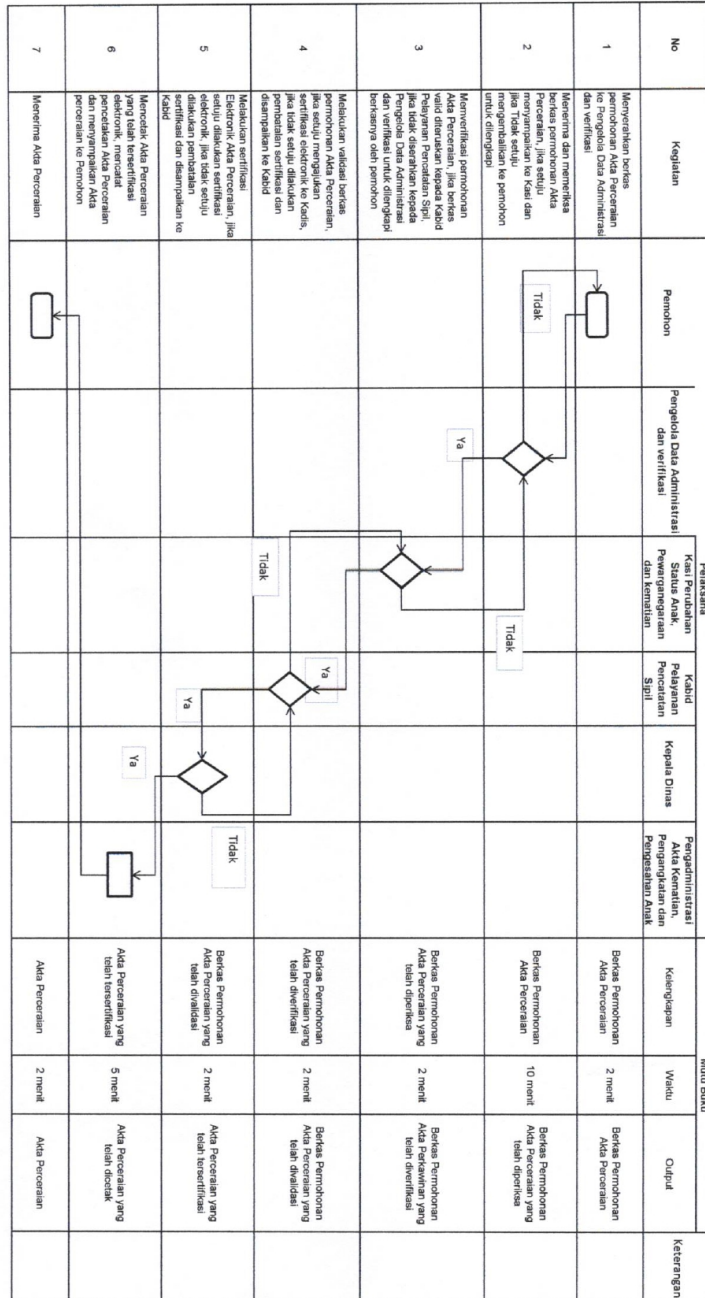 No
Kegiatan
Pelaksana
Mutu Baku
Keterangan
Pemohon
Pengelola Data Administrasi
dan verifikasi
Kasi Perubahan
Status Anak,
Pewarganegaraan
dan kematian
Kabid
Pelayanan
Pencatatan
Sipil
Kepala Dinas
Pengadministrasi
Akta Kematian,
Pengangkatan dan
Pengesahan Anak
Kelengkapan
Waktu
Output
1
Menyerahkan berkas
permohonan Akta Perceraian
ke Pengelola Data Administrasi
dan verifikasi
Berkas Permohonan
Akta Perceraian
2 menit
Berkas Permohonan
Akta Perceraian
2
Menerima dan memeriksa
berkas permohonan Akta
Perceraian, jika setuju
menyampaikan ke Kasi dan
jika Tidak setuju
mengembalikan ke pemohon
untuk dilengkapi
Tidak
Ya
Tidak
Berkas Permohonan
Akta Perceraian
10 menit
Berkas Permohonan
Akta Perceraian yang
telah diperiksa
3
Memverifikasi permohonan
Akta Perceraian, jika berkas
valid diteruskan kepada Kabid
Pelayanan Pencatatan Sipil,
jika tidak diserahkan kepada
Pengelola Data Administrasi
dan verifikasi untuk dilengkapi
berkasnya oleh pemohon
Ya
Berkas Permohonan
Akta Perceraian yang
telah diperiksa
2 menit
Berkas Permohonan
Akta Perkawinan yang
telah diverifikasi
4
Melakukan validasi berkas
permohonan Akta Perceraian,
jika setuju mengajukan
sertifikasi elektronik ke Kadis,
jika tidak setuju dilakukan
pembatalan sertifikasi dan
disampaikan ke Kabid
Tidak
Berkas Permohonan
Akta Perceraian yang
telah diverifikasi
2 menit
Berkas Permohonan
Akta Perceraian yang
telah divalidasi
5
Melakukan sertifikasi
Elektronik Akta Perceraian, jika
setuju dilakukan sertifikasi
elektronik, jika tidak setuju
dilakukan pembatalan
sertifikasi dan disampaikan ke
Kabid
Ya
Tidak
Berkas Permohonan
Akta Perceraian yang
telah divalidasi
2 menit
Berkas Permohonan
Akta Perceraian yang
telah tersertifikasi
6
Mencetak Akta Perceraian
yang telah tersertifikasi
elektronik, mencatat
pencetakan Akta Perceraian
dan menyampaikan Akta
perceraian ke Pemohon
Ya
Akta Perceraian yang
telah tersertifikasi
5 menit
Akta Perceraian yang
telah dicetak
7
Menerima Akta Perceraian
Akta Perceraian
2 menit
Akta Perceraian